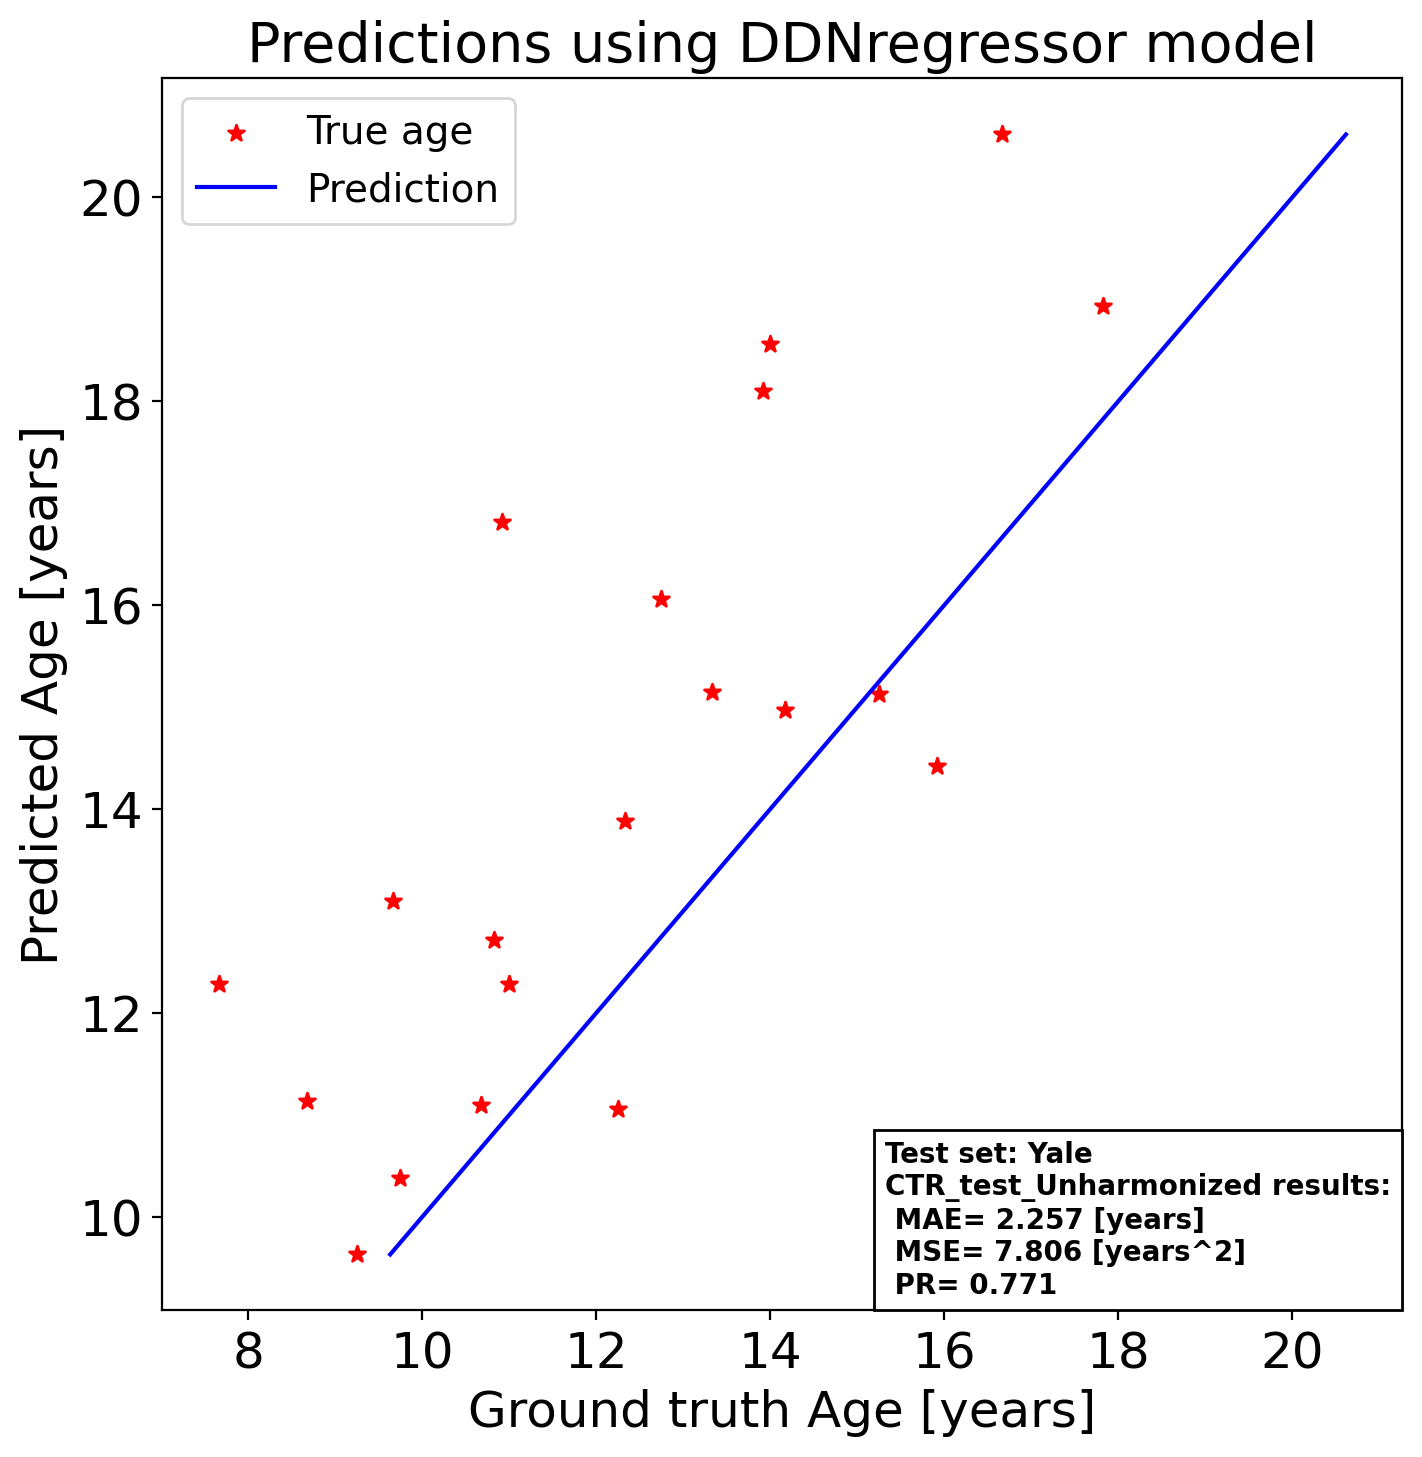 Predictions using DDNregressor model
True age
Prediction
20
18
16
14
12
10
Predicted Age [years]
Test set: Yale
CTR_test_Unharmonized results:
MAE= 2.257 [years]
MSE= 7.806 [years^2]
PR= 0.771
8 10 12 14 16 18 20
Ground truth Age [years]